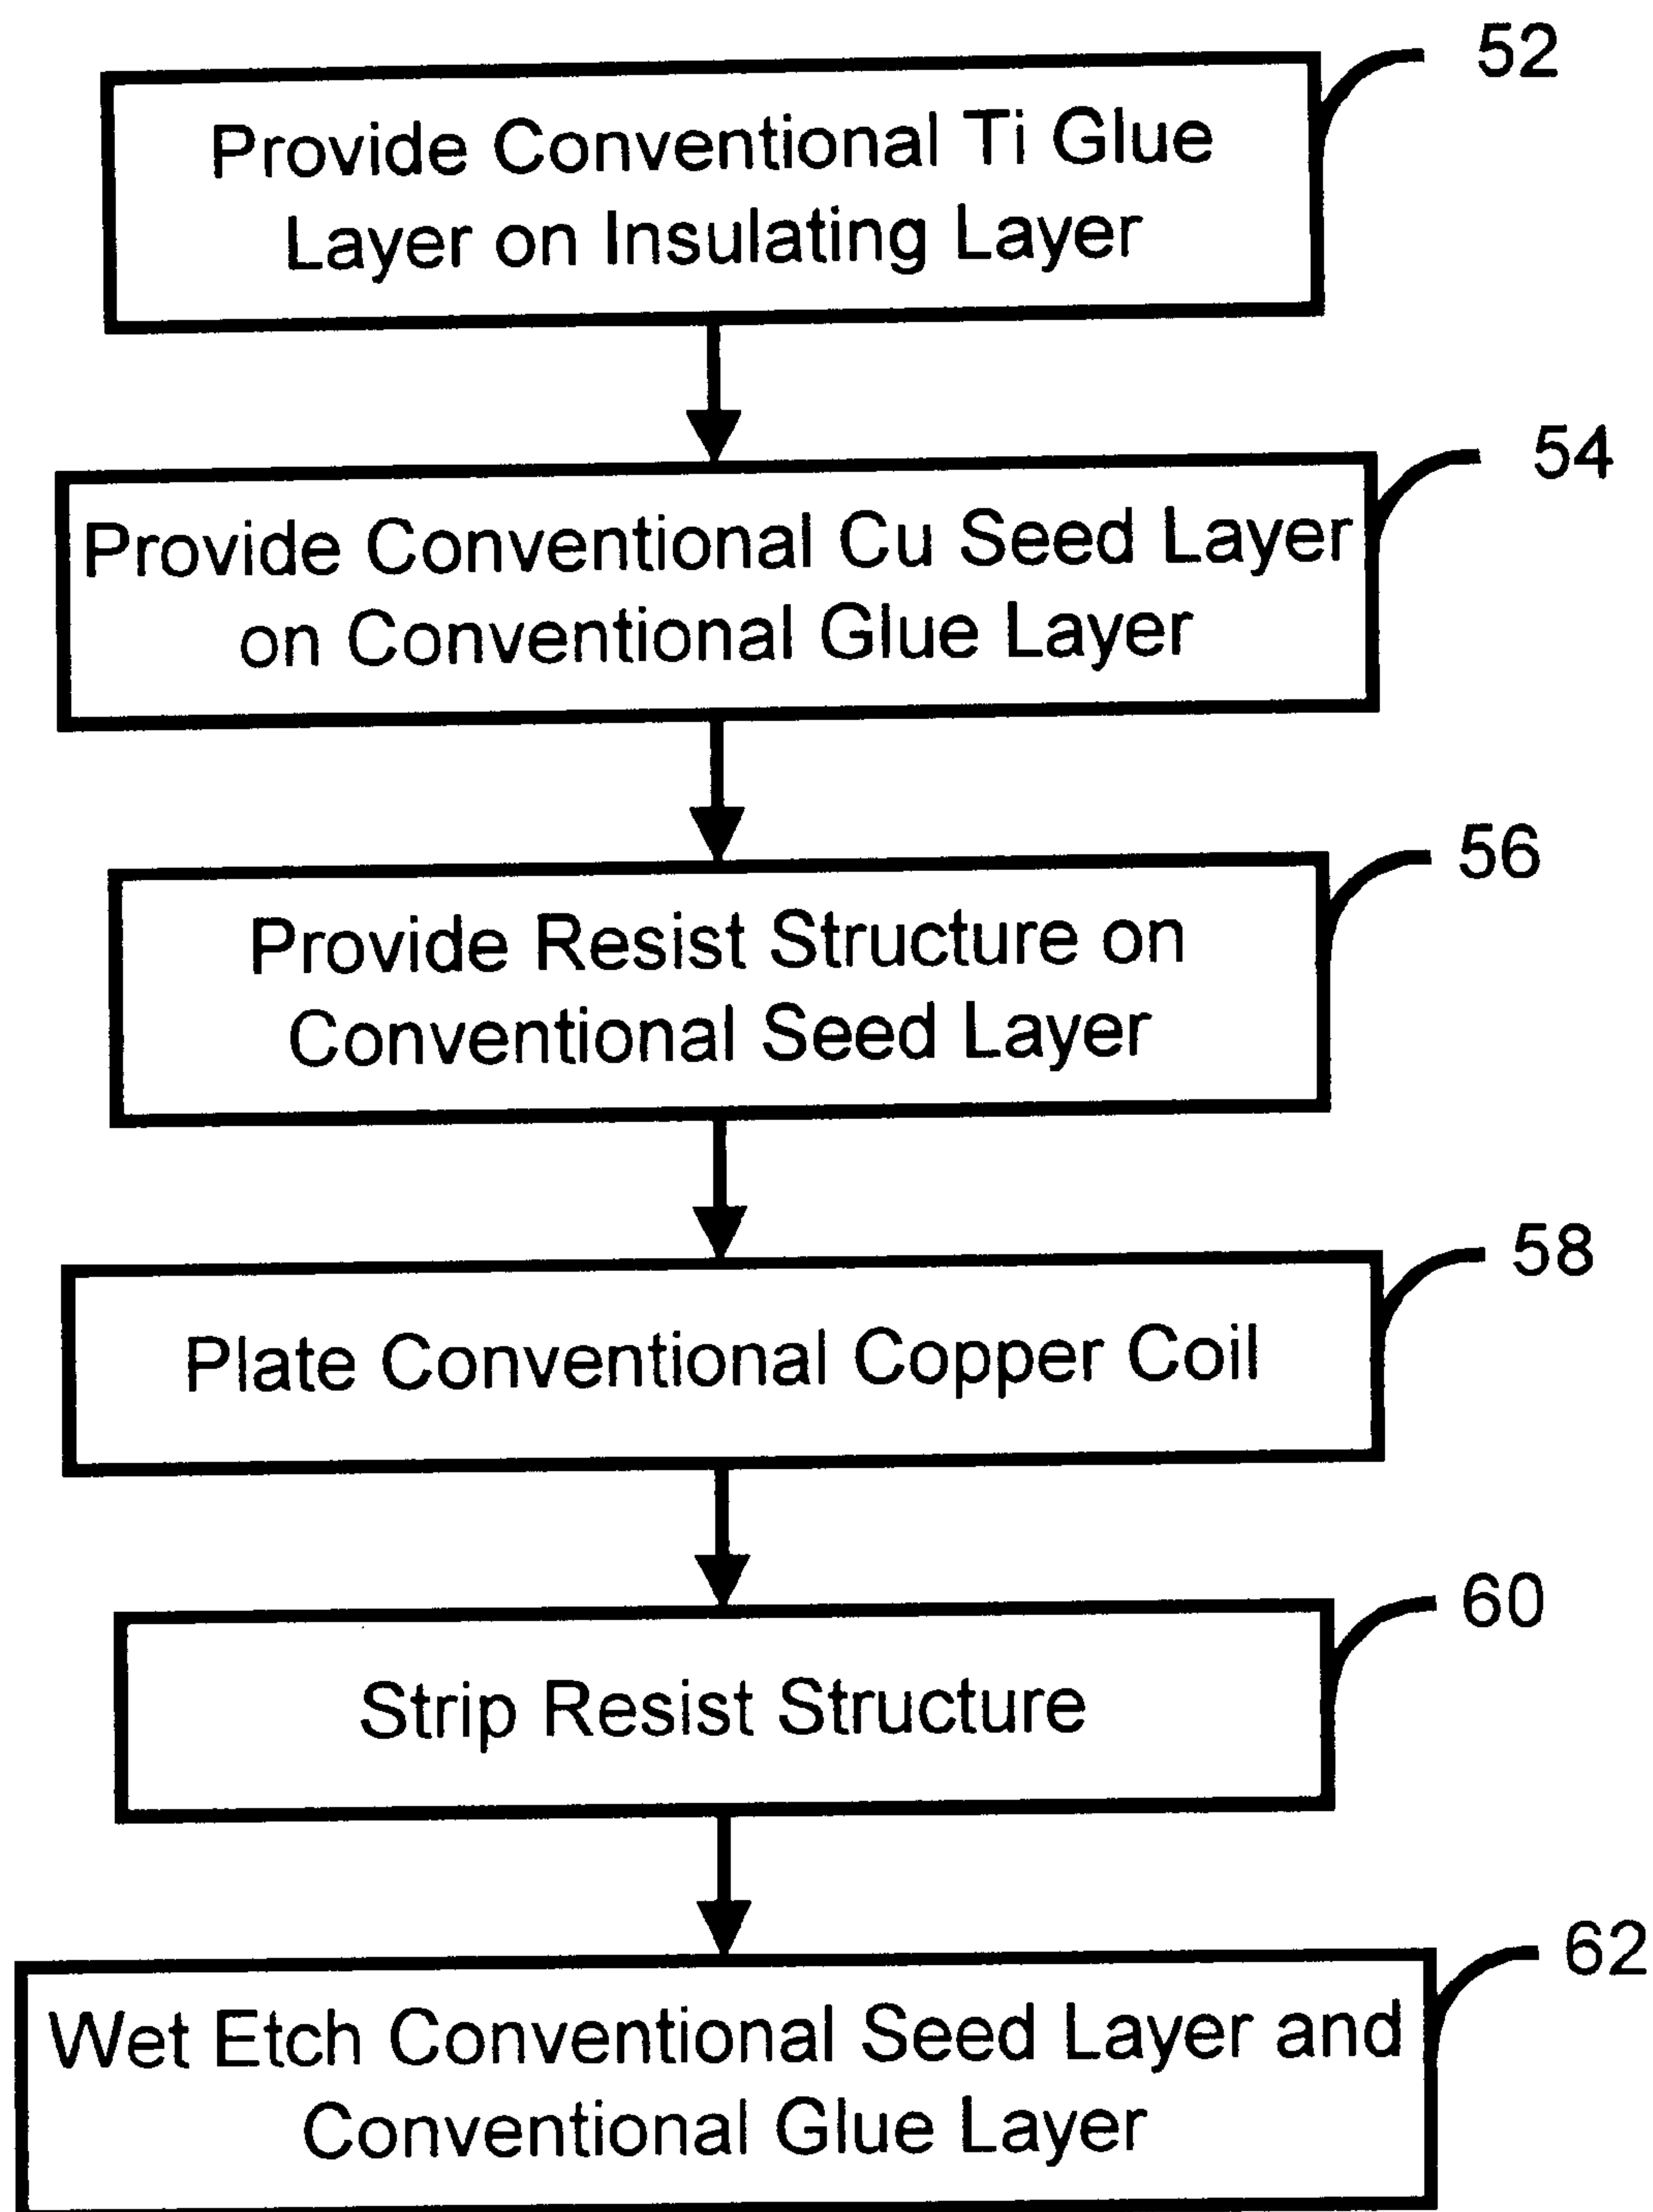 52
Provide Conventional Ti Glue
Layer on Insulating Layer
54
Provide Conventional Cu Seed Layer
on Conventional Glue Layer
56
Provide Resist Structure on
Conventional Seed Layer
58
Plate Conventional Copper Coil
60
Strip Resist Structure
62
Wet Etch Conventional Seed Layer and
Conventional Glue Layer